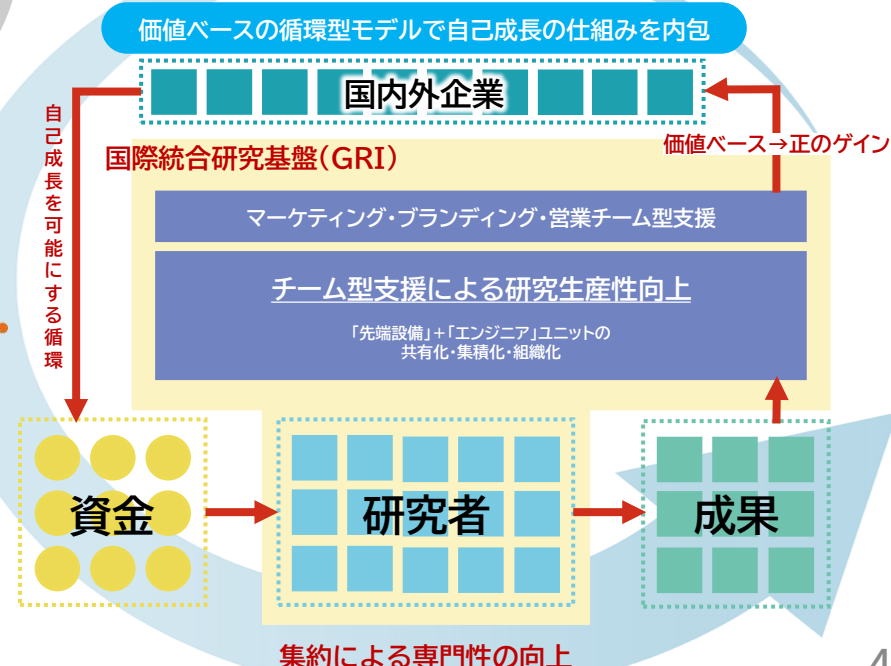 価値ベースの循環型モデルで自己成長の仕組みを内包
国内外企業
自己成長を可能にする循環
国際統合研究基盤(GRI)
価値ベース→正のゲイン
マーケティング・ブランディング・営業チーム型支援
チーム型支援による研究生産性向上
「先端設備」+「エンジニア」ユニットの
共有化・集積化・組織化
資金
研究者
成果
集約による専門性の向上
4